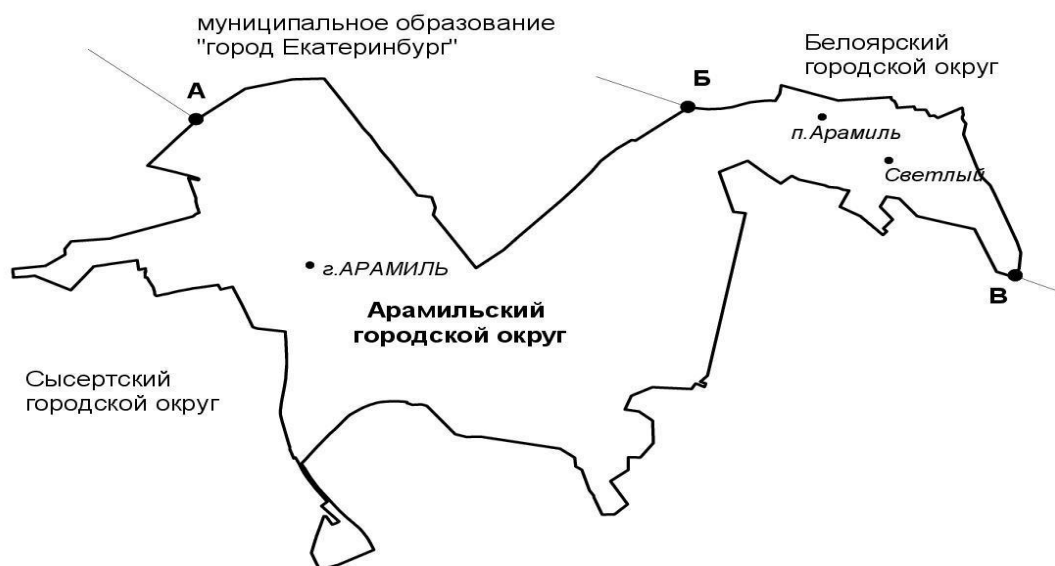 муниципальное образование
"город Екатеринбург"
Белоярский
городской округ
А
Б
п.Арамиль
Светлый
г.АРАМИЛЬ
В
Арамильский
городской округ
Сысертский
городской округ